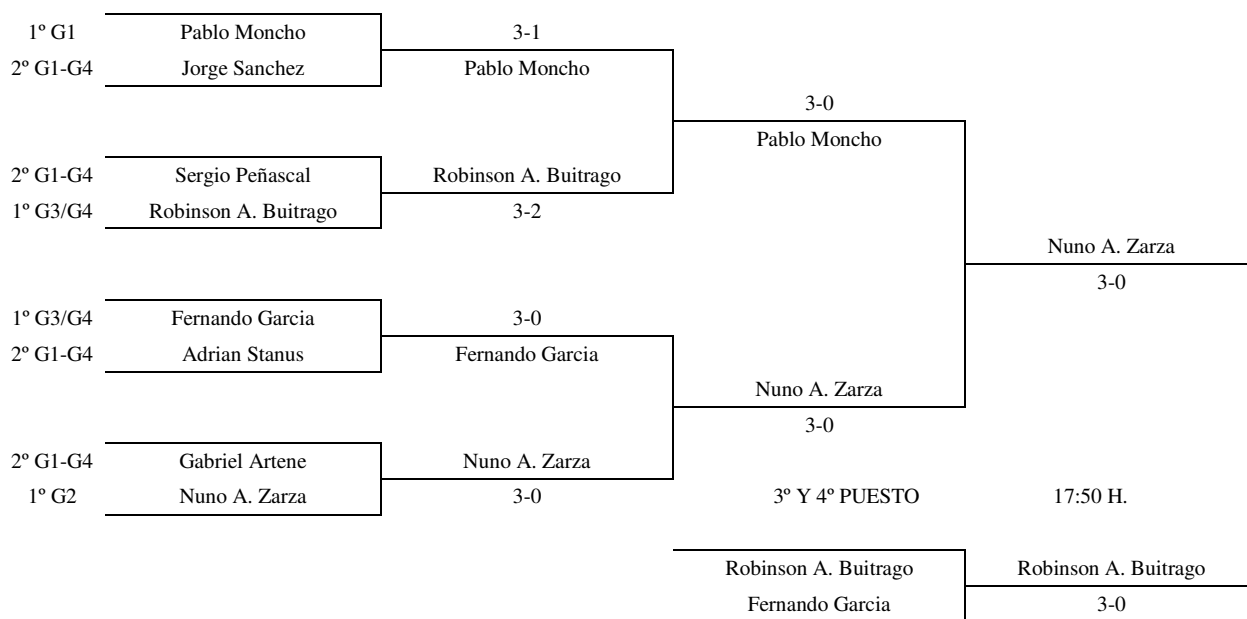 1º G1 Pablo Moncho 3-1
2º G1-G4 Jorge Sanchez Pablo Moncho
3-0
Pablo Moncho
2º G1-G4 Sergio Peñascal Robinson A. Buitrago
1º G3/G4 Robinson A. Buitrago 3-2
Nuno A. Zarza
3-0
1º G3/G4 Fernando Garcia 3-0
2º G1-G4 Adrian Stanus Fernando Garcia
Nuno A. Zarza
3-0
2º G1-G4 Gabriel Artene Nuno A. Zarza
1º G2 Nuno A. Zarza 3-0 3º Y 4º PUESTO 17:50 H.
Robinson A. Buitrago Robinson A. Buitrago
Fernando Garcia 3-0